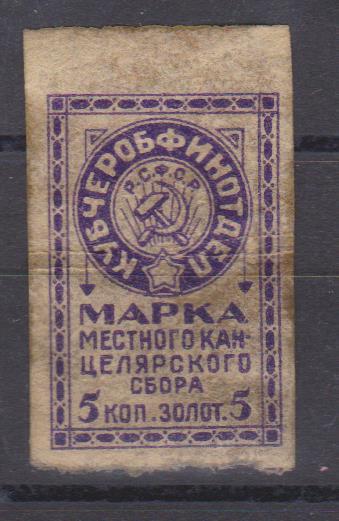 КУБЧЕРОБФИНОТДЕЛ
Р.С.Ф.С.Р.
МАРКА
МЕСТНОГО КАН-
ЦЕЛЯРСКОГО
СБОРА
5 КОП. ЗОЛОТ. 5